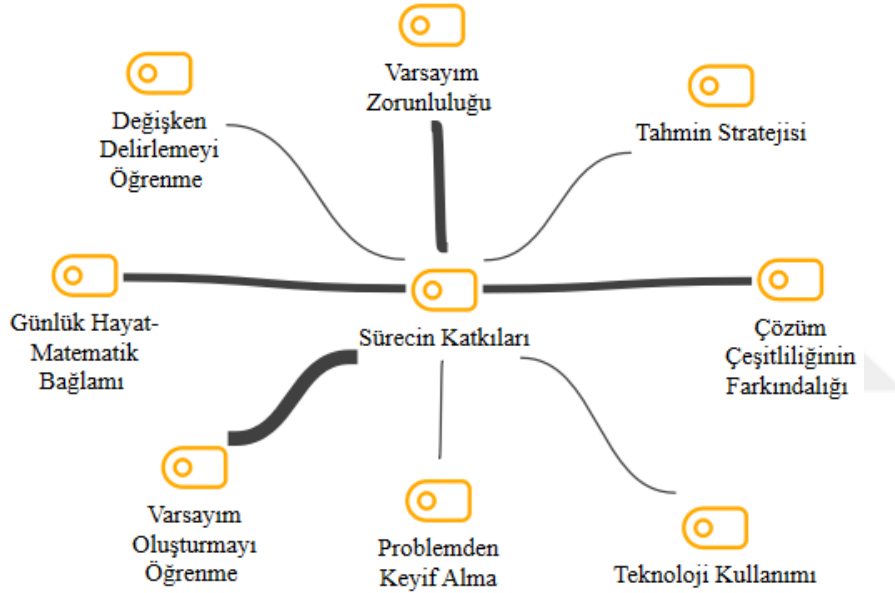 Varsayım
Zorunluluğu
Değişken
Delirlemeyi
Öğrenme
Tahmin Stratejisi
Günlük Hayat-
Matematik
Bağlamı
Sürecin Katkıları
Çözüm
Çeşitliliğinin
Farkındalığı
Varsayım
Oluşturmayı
Öğrenme
Problemden
Keyif Alma
Teknoloji Kullanımı